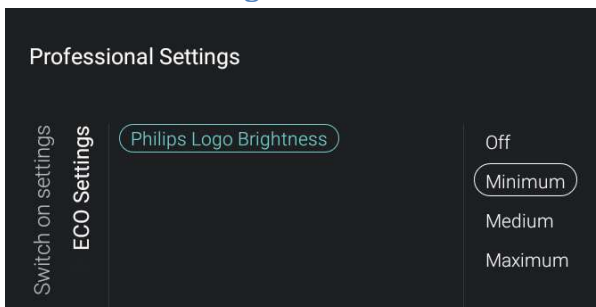 Professional Settings
Switch on settings
ECO Settings
Philips Logo Brightness
Off
Minimum
Medium
Maximum